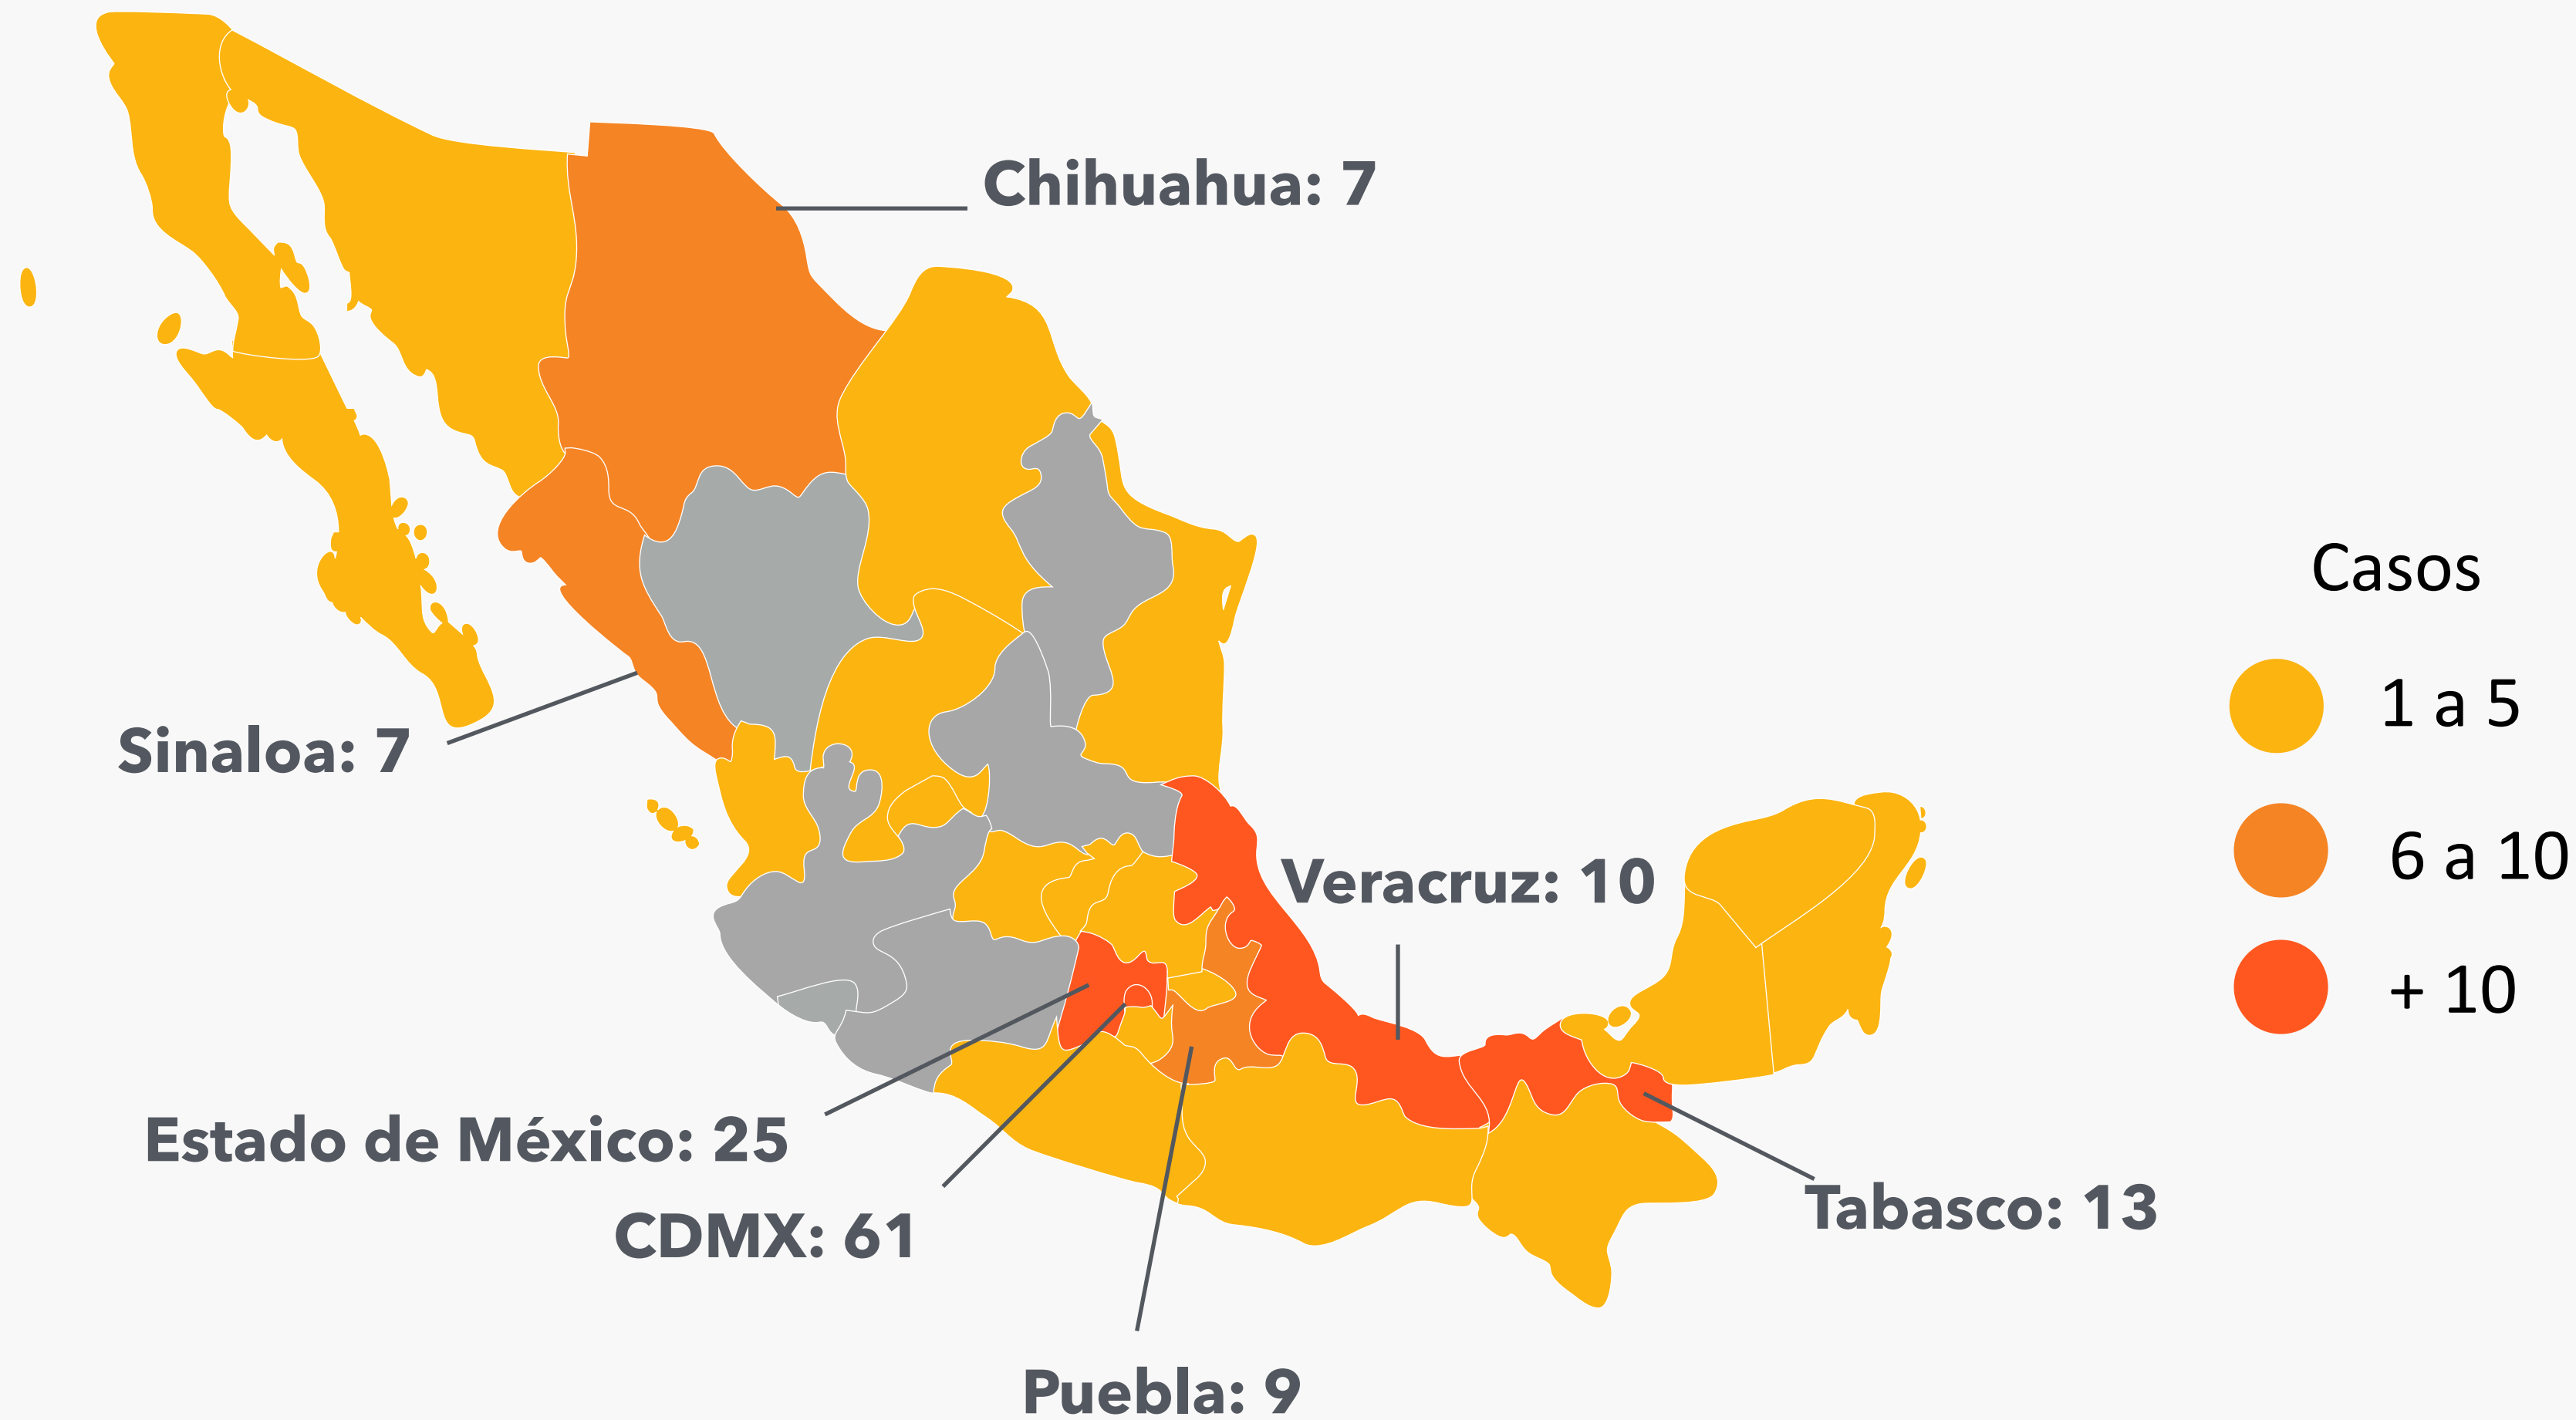 Chihuahua: 7
Casos
1 a 5
Sinaloa: 7
6 a 10
Veracruz: 10
+ 10
Estado de México: 25
Tabasco: 13
CDMX: 61
Puebla: 9